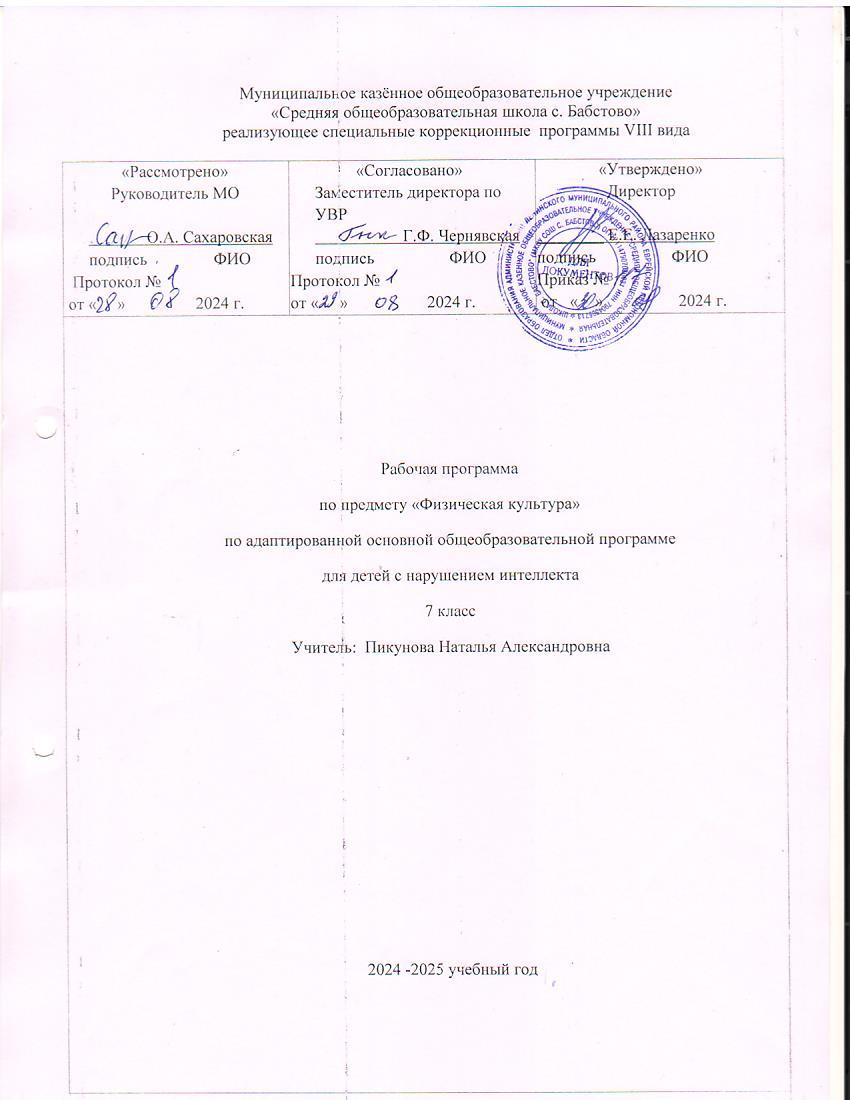 Муниципальное казённое общеобразовательное учреждение
«Средняя общеобразовательная школа с. Бабстово»
реализующее специальные коррекционные программы VIII вида
«Рассмотрено»
Руководитель МО
О.А. Сахаровская
подпись ФИО
Протокол № 1
от «28» 08 2024 г.
«Согласовано»
Заместитель директора по
УВР
Г.Ф. Чернявская
подпись ФИО
Протокол № 1
от «29» 08 2024 г.
«Утверждено»
Директор
Лазаренко
подпись ФИО
Приказ №
от 2024 г.
ДЛЯ
ДОКУМЕНТОВ
Рабочая программа
по предмету «Физическая культура»
по адаптированной основной общеобразовательной программе
для детей с нарушением интеллекта
7 класс
Учитель: Пикунова Наталья Александровна
2024 -2025 учебный год